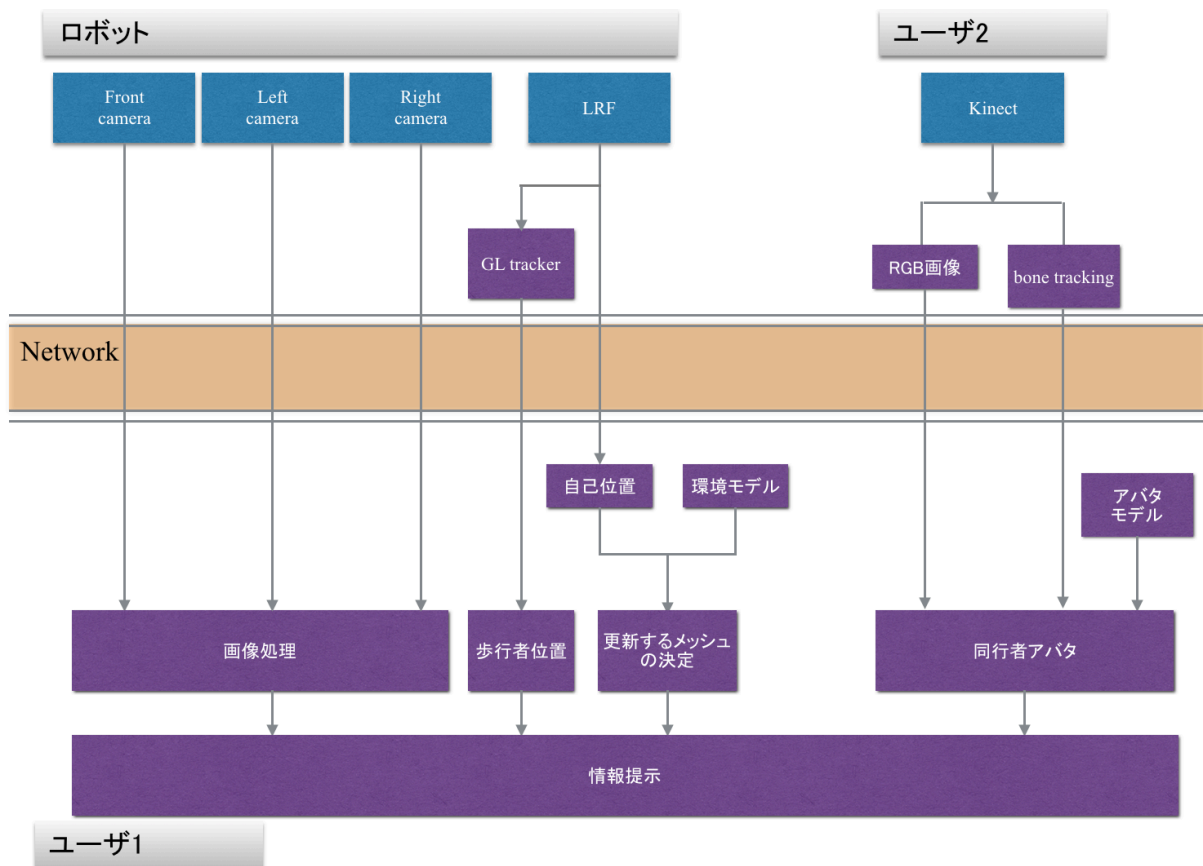 ロボット
ユーザ2
Front
camera
Left
camera
Right
camera
LRF
Kinect
GL tracker
RGB画像
bone tracking
Network
自己位置
環境モデル
アバタ
モデル
画像処理
歩行者位置
更新するメッシュ
の決定
同行者アバタ
情報提示
ユーザ1